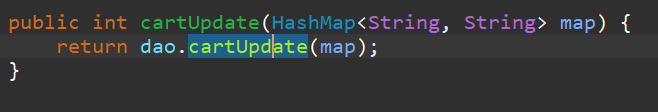 public int cartUpdate(HashMap<String, String> map) {
    return dao.cartUpdate(map);
}